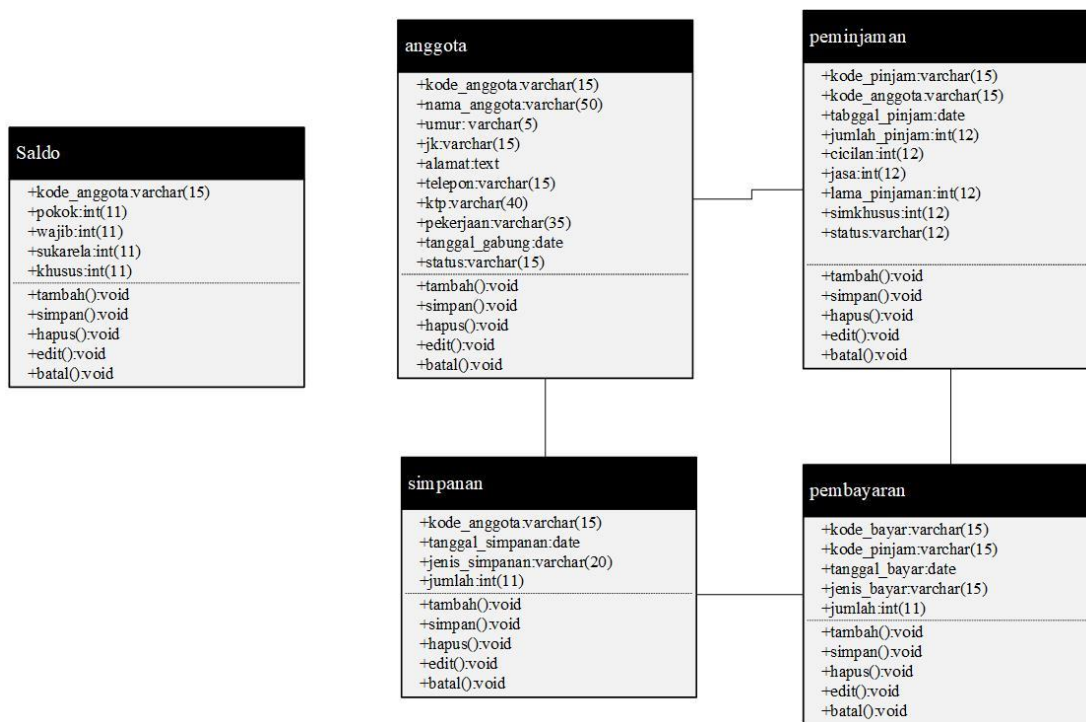 Saldo
+kode_anggota:varchar(15)
+pokok:int(11)
+wajib:int(11)
+sukarela:int(11)
+khusus:int(11)
+tambah():void
+simpan():void
+hapus():void
+edit():void
+batal():void
anggota
+kode_anggota:varchar(15)
+nama_anggota:varchar(50)
+umur: varchar(5)
+jk:varchar(15)
+alamat:text
+telepon:varchar(15)
+ktp:varchar(40)
+pekerjaan:varchar(35)
+tanggal_gabung:date
+status:varchar(15)
+tambah():void
+simpan():void
+hapus():void
+edit():void
+batal():void
peminjaman
+kode_pinjam:varchar(15)
+kode_anggota:varchar(15)
+tabggal_pinjam:date
+jumlah_pinjam:int(12)
+cicilan:int(12)
+jasa:int(12)
+lama_pinjaman:int(12)
+simkhusus:int(12)
+status:varchar(12)
+tambah():void
+simpan():void
+hapus():void
+edit():void
+batal():void
simpanan
+kode_anggota:varchar(15)
+tanggal_simpanan:date
+jenis_simpanan:varchar(20)
+jumlah:int(11)
+tambah():void
+simpan():void
+hapus():void
+edit():void
+batal():void
pembayaran
+kode_bayar:varchar(15)
+kode_pinjam:varchar(15)
+tanggal_bayar:date
+jenis_bayar:varchar(15)
+jumlah:int(11)
+tambah():void
+simpan():void
+hapus():void
+edit():void
+batal():void